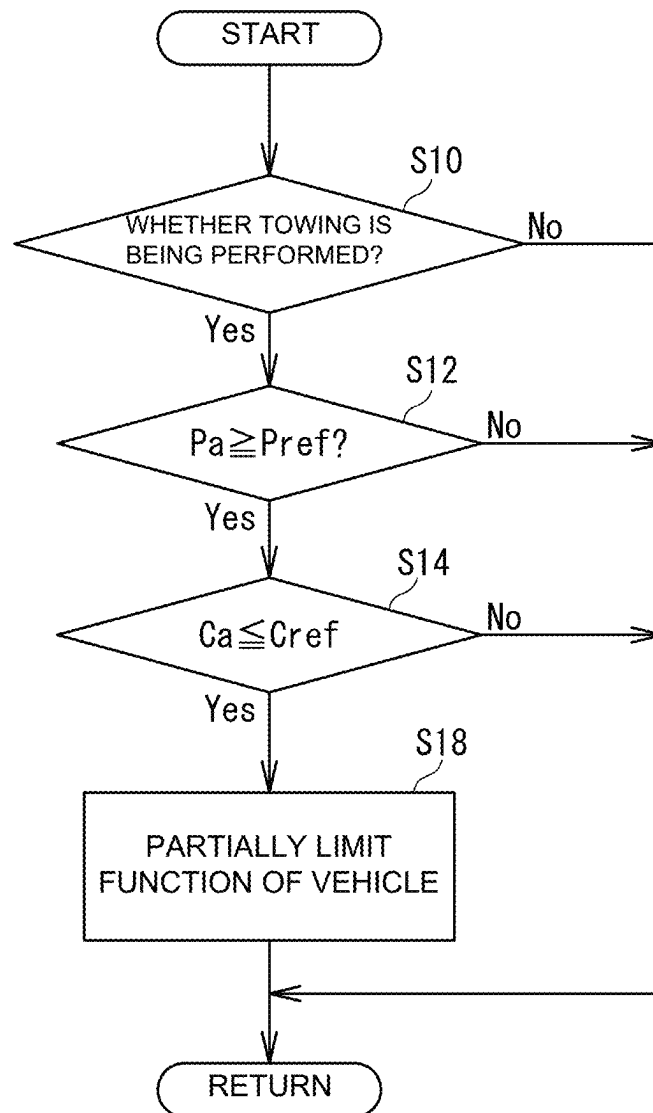 START
S10
WHETHER TOWING IS
BEING PERFORMED?
No
Yes
S12
Pa≧Pref?
No
Yes
S14
Ca≦Cref
No
Yes
S18
PARTIALLY LIMIT
FUNCTION OF VEHICLE
RETURN